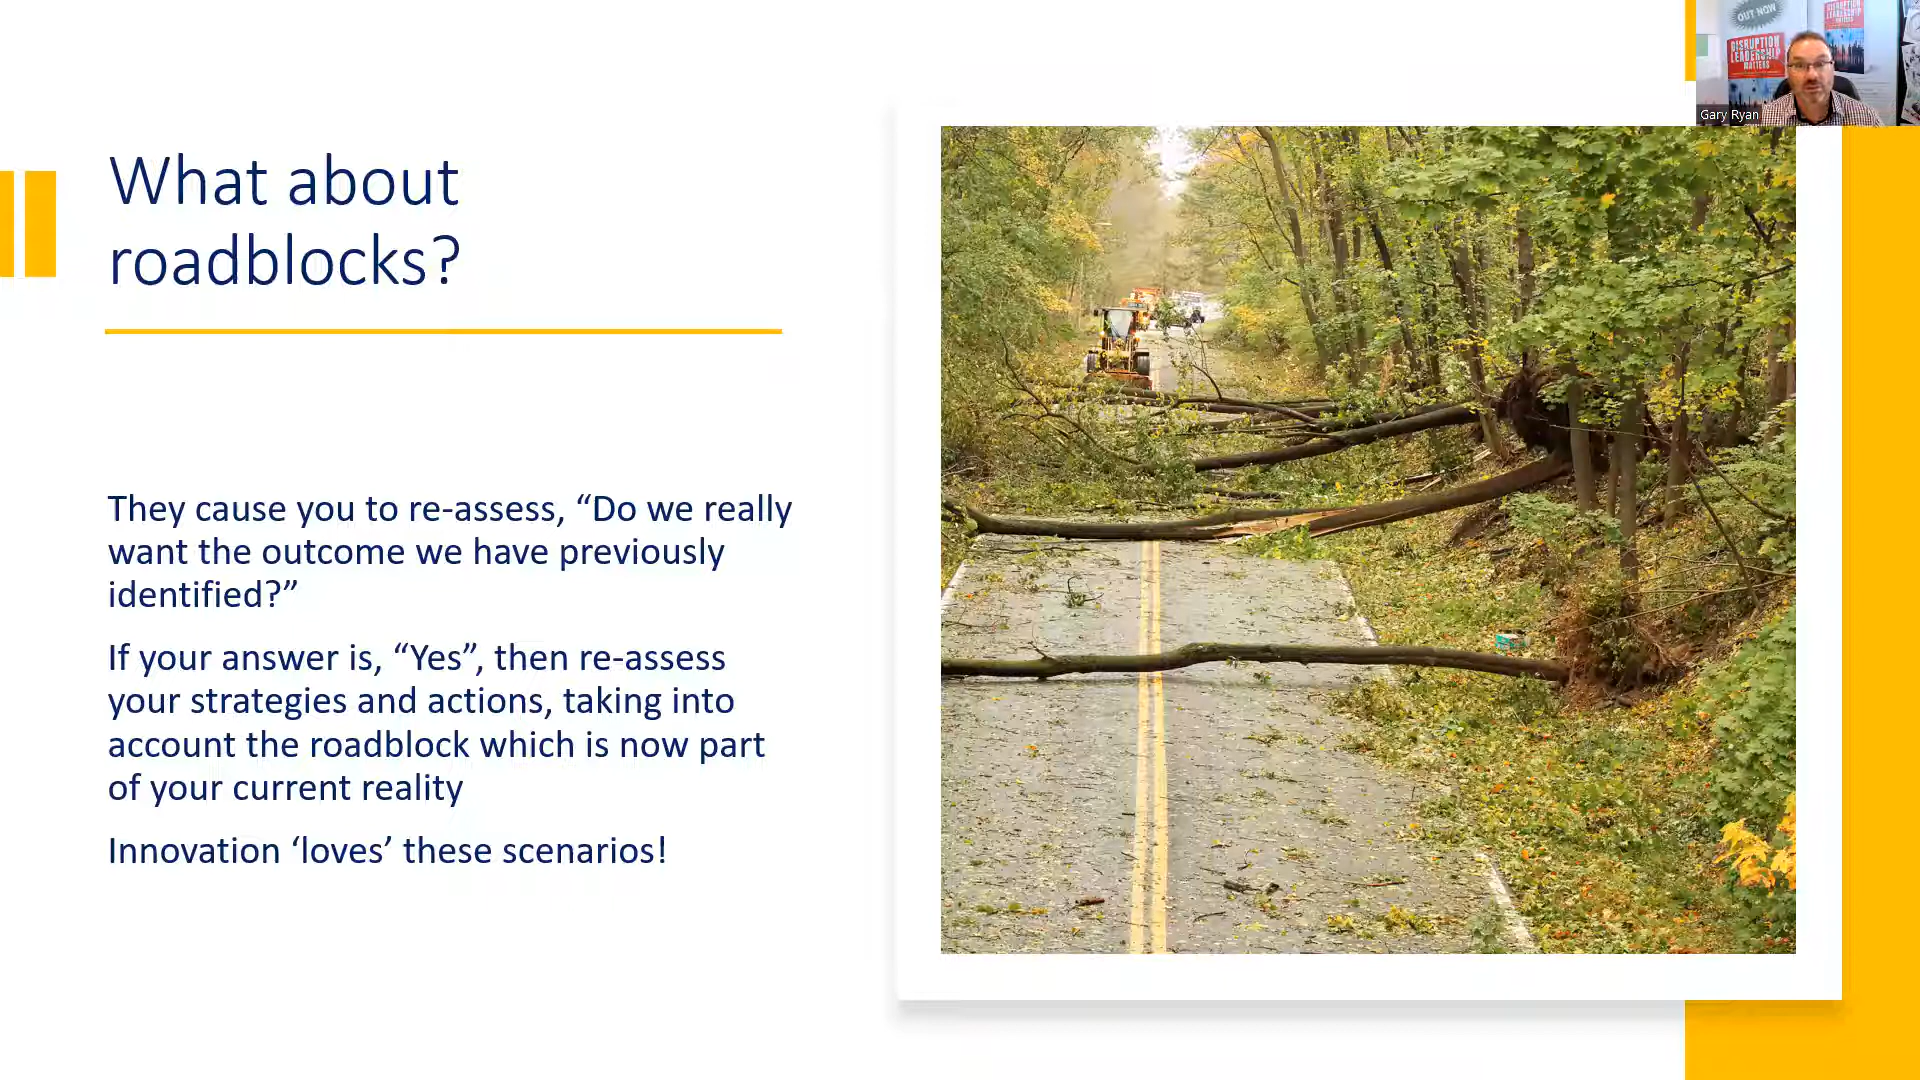 OUT NOW
DISRUPTION
LEADERSHIP
MATTERS
Gary Ryan
What about
roadblocks?
They cause you to re-assess, “Do we really
want the outcome we have previously
identified?”
If your answer is, “Yes”, then re-assess
your strategies and actions, taking into
account the roadblock which is now part
of your current reality
Innovation ‘loves’ these scenarios!